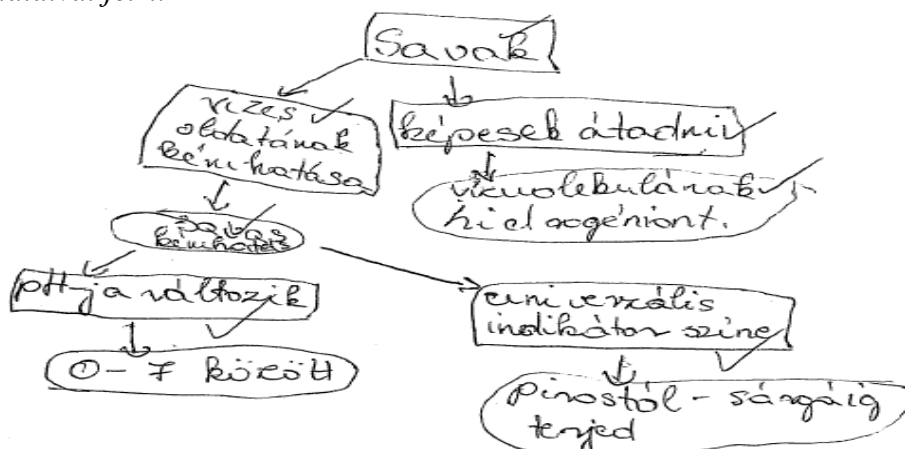 Savak
vizes
oldatának
kémhatása
képesek átadni
vízmolekulának
hidrogéniont.
savas
kémhatás
pH-ja változik
0 - 7 között
univerzális
indikátor színe
pirostól - sárgáig
terjed